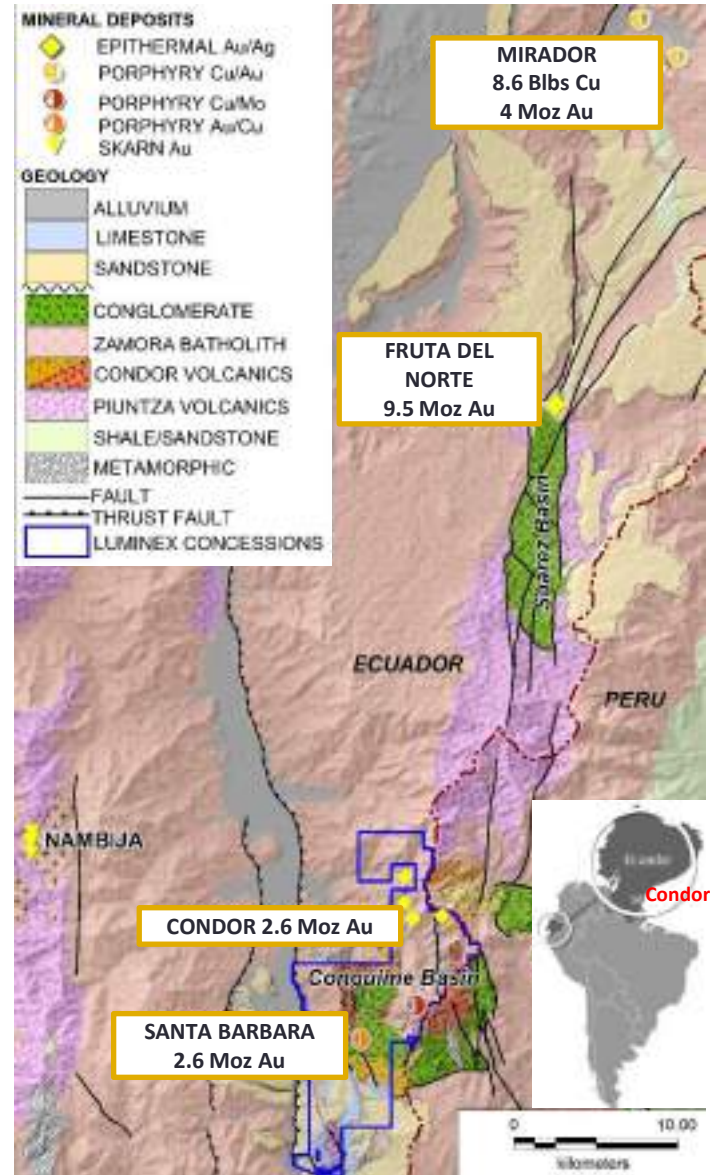 MINERAL DEPOSITS
EPITHERMAL Au/Ag
PORPHYRY Cu/Au
PORPHYRY Cu/Mo
PORPHYRY Au/Cu
SKARN Au
GEOLOGY
ALLUVIUM
LIMESTONE
SANDSTONE
CONGLOMERATE
ZAMORA BATHOLITH
CONDOR VOLCANICS
PIUNTZA VOLCANICS
SHALE/SANDSTONE
METAMORPHIC
FAULT
THRUST FAULT
LUMINEX CONCESSIONS
MIRADOR
8.6 Blbs Cu
4 Moz Au
FRUTA DEL
NORTE
9.5 Moz Au
Suarez Basin
ECUADOR
PERU
NAMBIJA
CONDOR 2.6 Moz Au
Conguiine Basin
SANTA BARBARA
2.6 Moz Au
Ecuador
Condor
0 10.00
kilometers